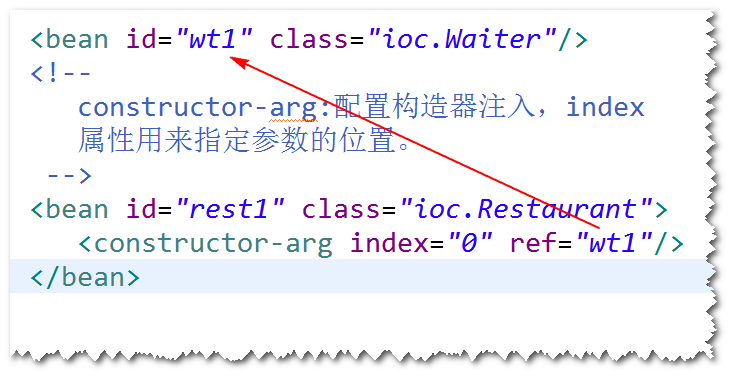 <bean id="wt1" class="ioc.Waiter"/>
<!--
constructor-arg:配置构造器注入，index
属性用来指定参数的位置。
-->
<bean id="rest1" class="ioc.Restaurant">
<constructor-arg index="0" ref="wt1"/>
</bean>